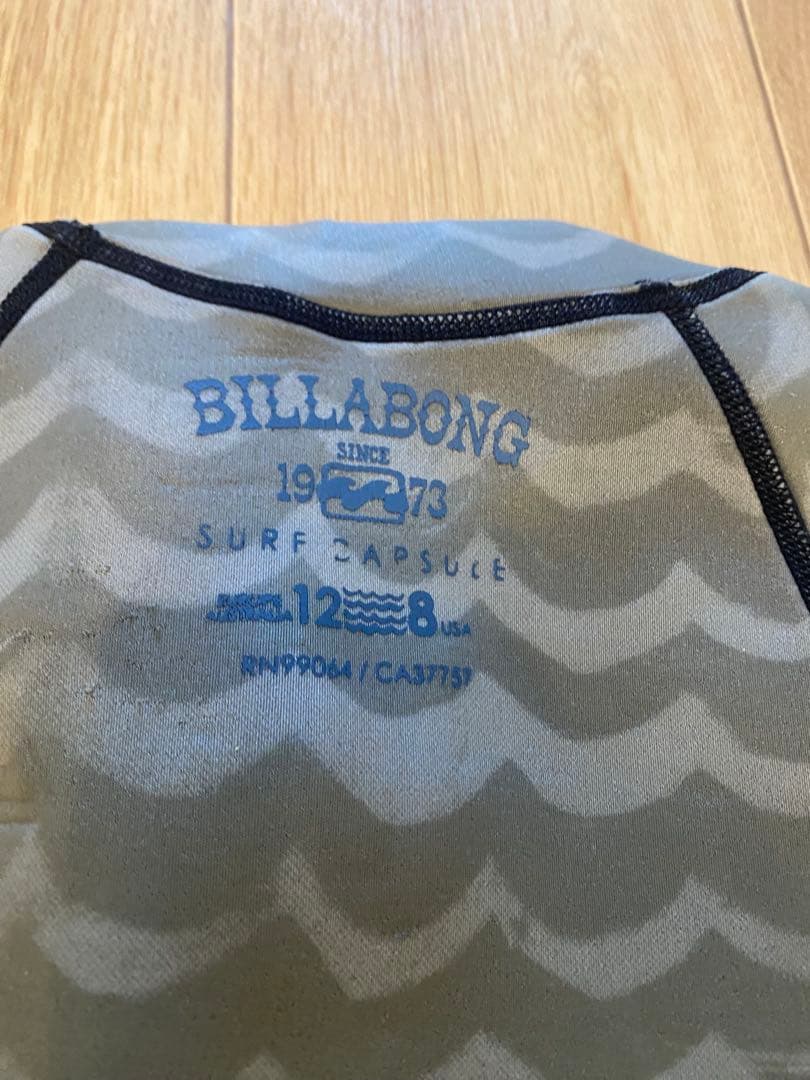 BILLABONG
SINCE
19 73
SURF CAPSULE
12 8 USA
RN99064 / CA37757